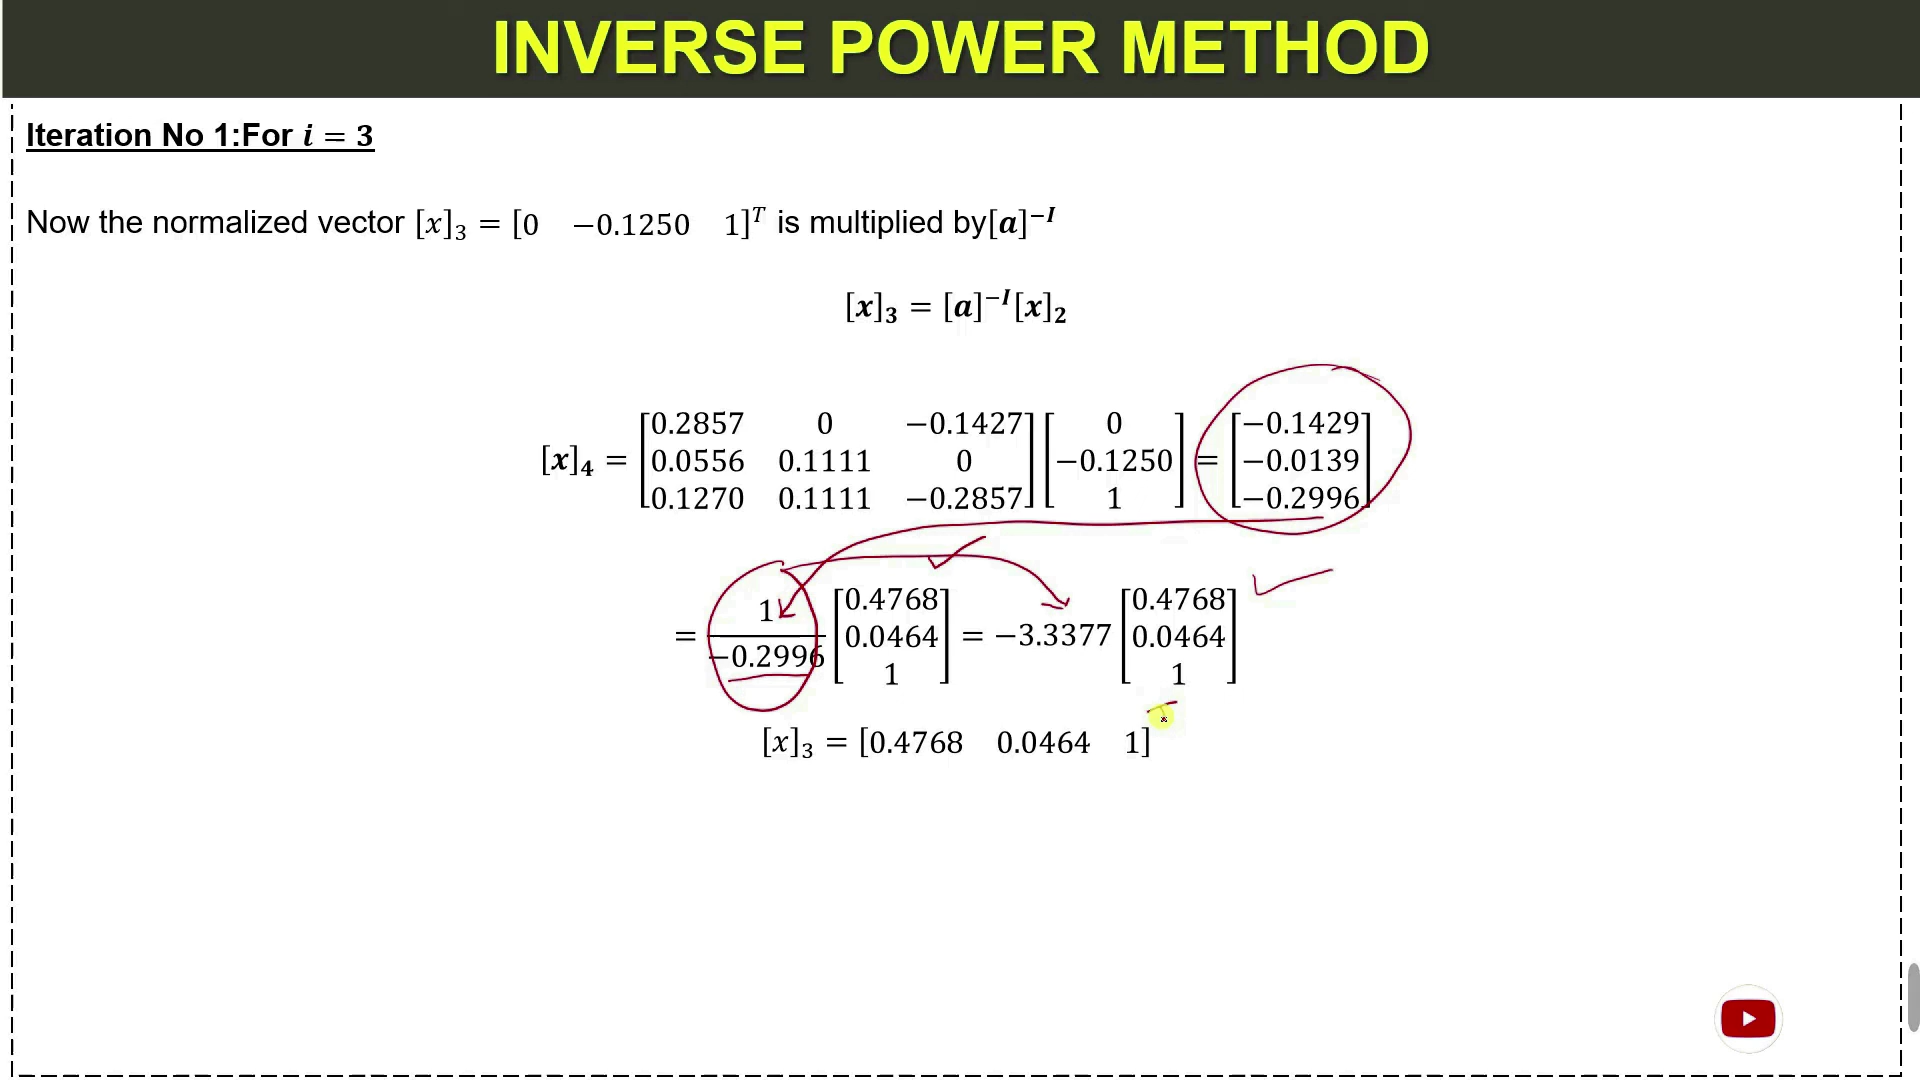 INVERSE POWER METHOD
Iteration No 1:For i = 3
Now the normalized vector [x]₃ = [0 −0.1250 1]ᵀ is multiplied by[a]⁻ᴵ
[x]₃ = [a]⁻ᴵ[x]₂
[x]₄ = [0.2857 0 −0.1427; 0.0556 0.1111 0; 0.1270 0.1111 −0.2857] [0; −0.1250; 1] = [−0.1429; −0.0139; −0.2996]
= 1/−0.2996 [0.4768; 0.0464; 1] = −3.3377 [0.4768; 0.0464; 1]
[x]₃ = [0.4768 0.0464 1]